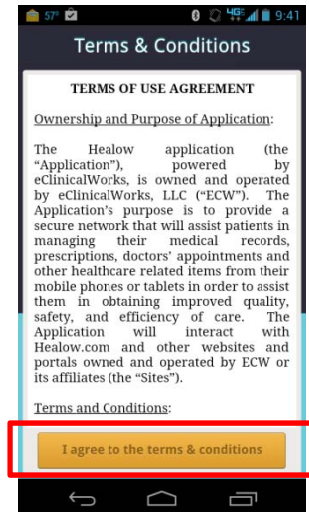 57° 4G 9:41
Terms & Conditions
TERMS OF USE AGREEMENT
Ownership and Purpose of Application:
The Healow application (the
“Application”), powered by
eClinicalWorks, is owned and operated
by eClinicalWorks, LLC (“ECW”). The
Application’s purpose is to provide a
secure network that will assist patients in
managing their medical records,
prescriptions, doctors’ appointments and
other healthcare related items from their
mobile phones or tablets in order to assist
them in obtaining improved quality,
safety, and efficiency of care. The
Application will interact with
Healow.com and other websites and
portals owned and operated by ECW or
its affiliates (the “Sites”).
Terms and Conditions:
I agree to the terms & conditions